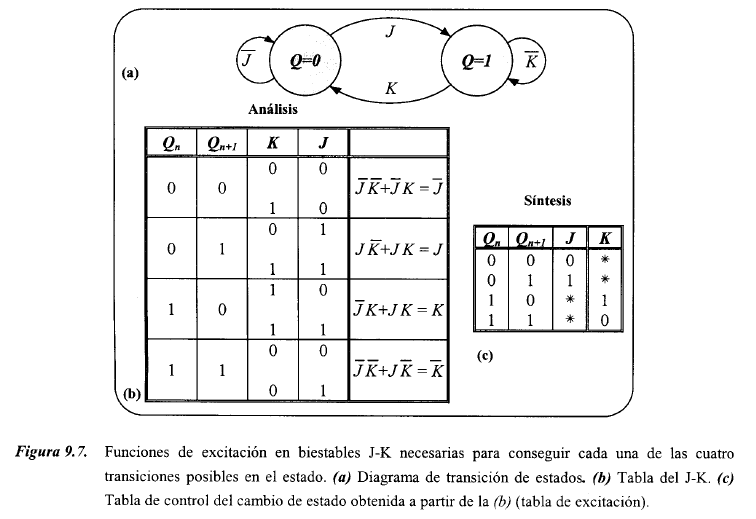 J
J̅
Q=0
Q=1
K̅
K
(a)
Análisis
Qn Qn+1 K J
0 0
0 0 J̅ K̅+J̅ K = J̅
1 0
0 1
0 1 J K̅+J K = J
1 1
1 0
1 0 J̅ K+J K = K
1 1
0 0
1 1 J̅ K̅+J K̅ = K̅
0 1
(b)
Síntesis
Qn Qn+1 J K
0 0 0 *
0 1 1 *
1 0 * 1
1 1 * 0
(c)
Figura 9.7. Funciones de excitación en biestables J-K necesarias para conseguir cada una de las cuatro
transiciones posibles en el estado. (a) Diagrama de transición de estados. (b) Tabla del J-K. (c)
Tabla de control del cambio de estado obtenida a partir de la (b) (tabla de excitación).